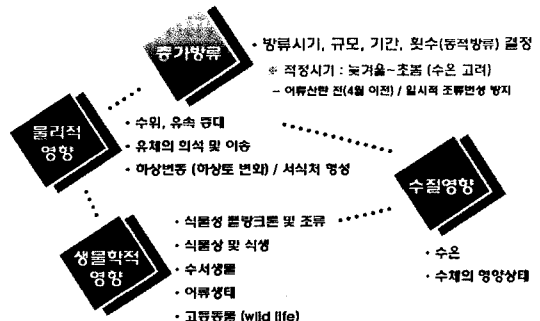 증가방류
· 방류시기, 규모, 기간, 횟수(동적방류) 결정
※ 적정시기 : 늦겨울~초봄 (수온 고려)
- 어류산란 전(4월 이전) / 일시적 조류번성 방지
물리적
영향
· 수위, 유속 증대
· 유체의 의석 및 이송
· 하상변동 (하상토 변화) / 서식처 형성
수질영향
· 수온
· 수체의 영양상태
생물학적
영향
· 식물성 플랑크톤 및 조류
· 식물상 및 식생
· 수서생물
· 어류생태
· 고등동물 (wild life)